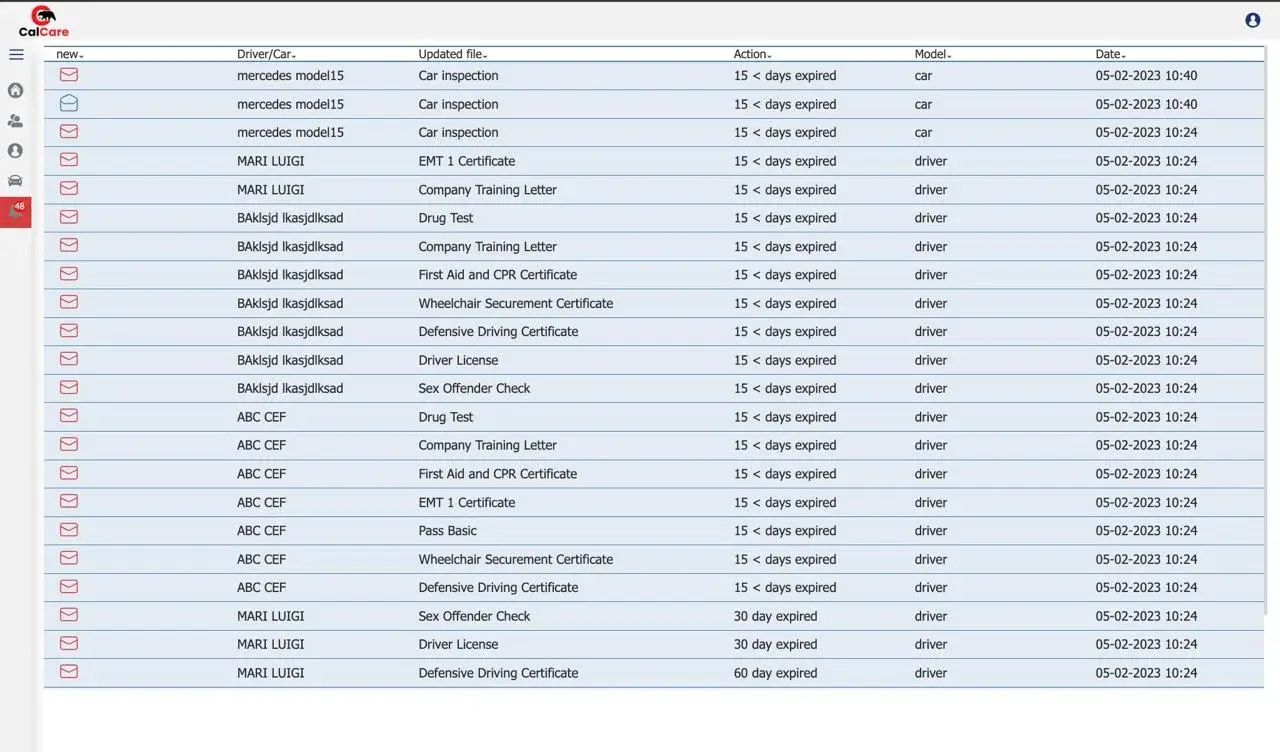 CalCare
new Driver/Car Updated file Action Model Date
mercedes model15 Car inspection 15 < days expired car 05-02-2023 10:40
mercedes model15 Car inspection 15 < days expired car 05-02-2023 10:40
mercedes model15 Car inspection 15 < days expired car 05-02-2023 10:24
MARI LUIGI EMT 1 Certificate 15 < days expired driver 05-02-2023 10:24
MARI LUIGI Company Training Letter 15 < days expired driver 05-02-2023 10:24
48
BAklsjd lkasjdlksad Drug Test 15 < days expired driver 05-02-2023 10:24
BAklsjd lkasjdlksad Company Training Letter 15 < days expired driver 05-02-2023 10:24
BAklsjd lkasjdlksad First Aid and CPR Certificate 15 < days expired driver 05-02-2023 10:24
BAklsjd lkasjdlksad Wheelchair Securement Certificate 15 < days expired driver 05-02-2023 10:24
BAklsjd lkasjdlksad Defensive Driving Certificate 15 < days expired driver 05-02-2023 10:24
BAklsjd lkasjdlksad Driver License 15 < days expired driver 05-02-2023 10:24
BAklsjd lkasjdlksad Sex Offender Check 15 < days expired driver 05-02-2023 10:24
ABC CEF Drug Test 15 < days expired driver 05-02-2023 10:24
ABC CEF Company Training Letter 15 < days expired driver 05-02-2023 10:24
ABC CEF First Aid and CPR Certificate 15 < days expired driver 05-02-2023 10:24
ABC CEF EMT 1 Certificate 15 < days expired driver 05-02-2023 10:24
ABC CEF Pass Basic 15 < days expired driver 05-02-2023 10:24
ABC CEF Wheelchair Securement Certificate 15 < days expired driver 05-02-2023 10:24
ABC CEF Defensive Driving Certificate 15 < days expired driver 05-02-2023 10:24
MARI LUIGI Sex Offender Check 30 day expired driver 05-02-2023 10:24
MARI LUIGI Driver License 30 day expired driver 05-02-2023 10:24
MARI LUIGI Defensive Driving Certificate 60 day expired driver 05-02-2023 10:24